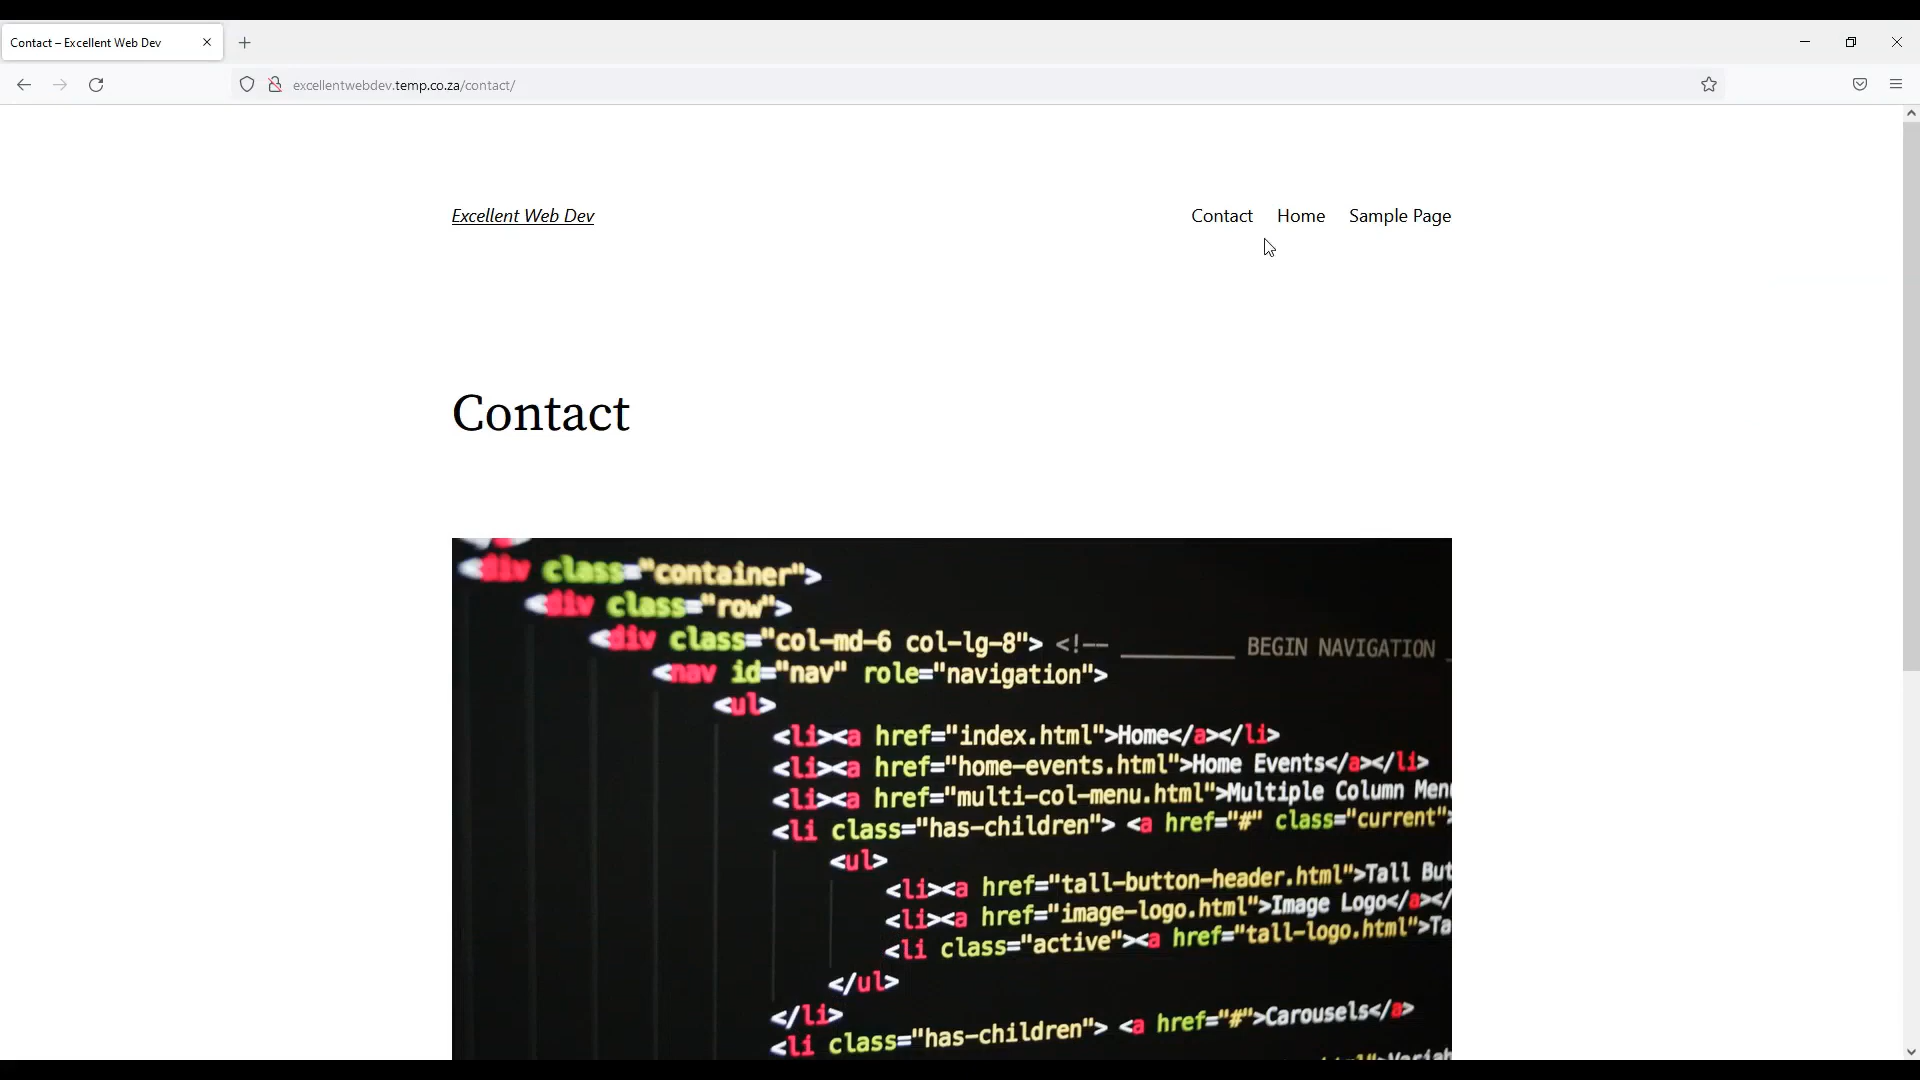 Contact – Excellent Web Dev
excellentwebdev.temp.co.za/contact/
Excellent Web Dev
Contact Home Sample Page
Contact
<div class="container">
<div class="row">
<div class="col-md-6 col-lg-8"> <!-- __________ BEGIN NAVIGATION _
<nav id="nav" role="navigation">
<ul>
<li><a href="index.html">Home</a></li>
<li><a href="home-events.html">Home Events</a></li>
<li><a href="multi-col-menu.html">Multiple Column Men
<li class="has-children"> <a href="#" class="current">
<ul>
<li><a href="tall-button-header.html">Tall But
<li><a href="image-logo.html">Image Logo</a></
<li class="active"><a href="tall-logo.html">Ta
</ul>
</li>
<li class="has-children"> <a href="#">Carousels</a>